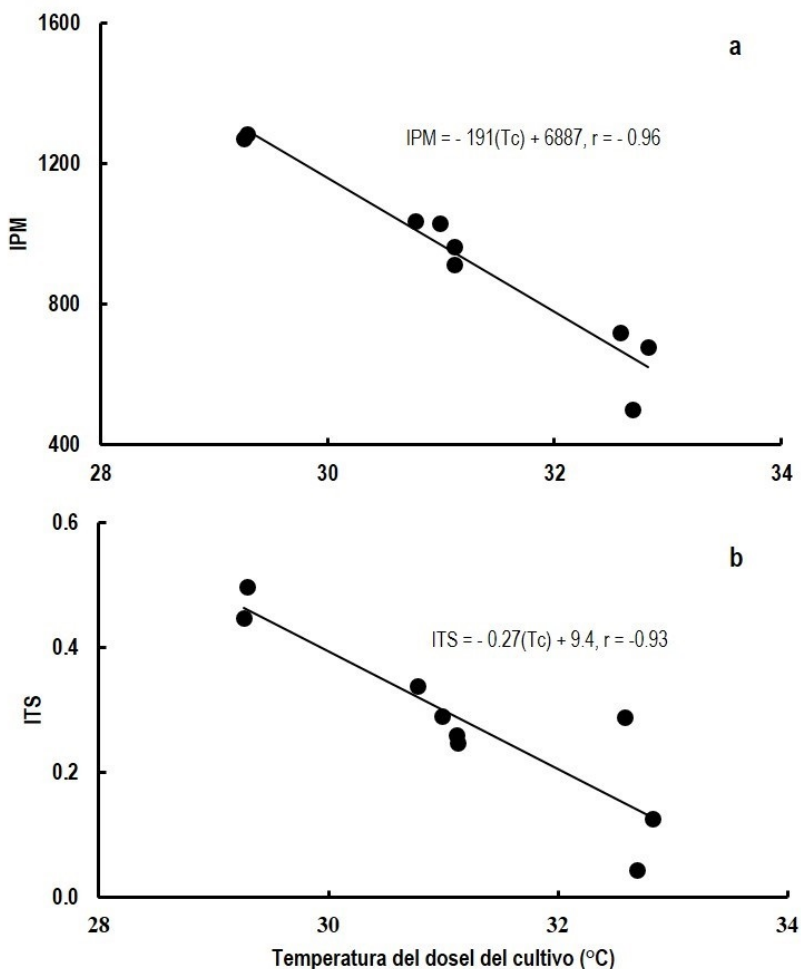 1600
a
IPM = - 191(Tc) + 6887, r = - 0.96
1200
IPM
800
400
28 30 32 34
0.6
b
ITS = - 0.27(Tc) + 9.4, r = -0.93
0.4
ITS
0.2
0.0
28 30 32 34
Temperatura del dosel del cultivo (°C)